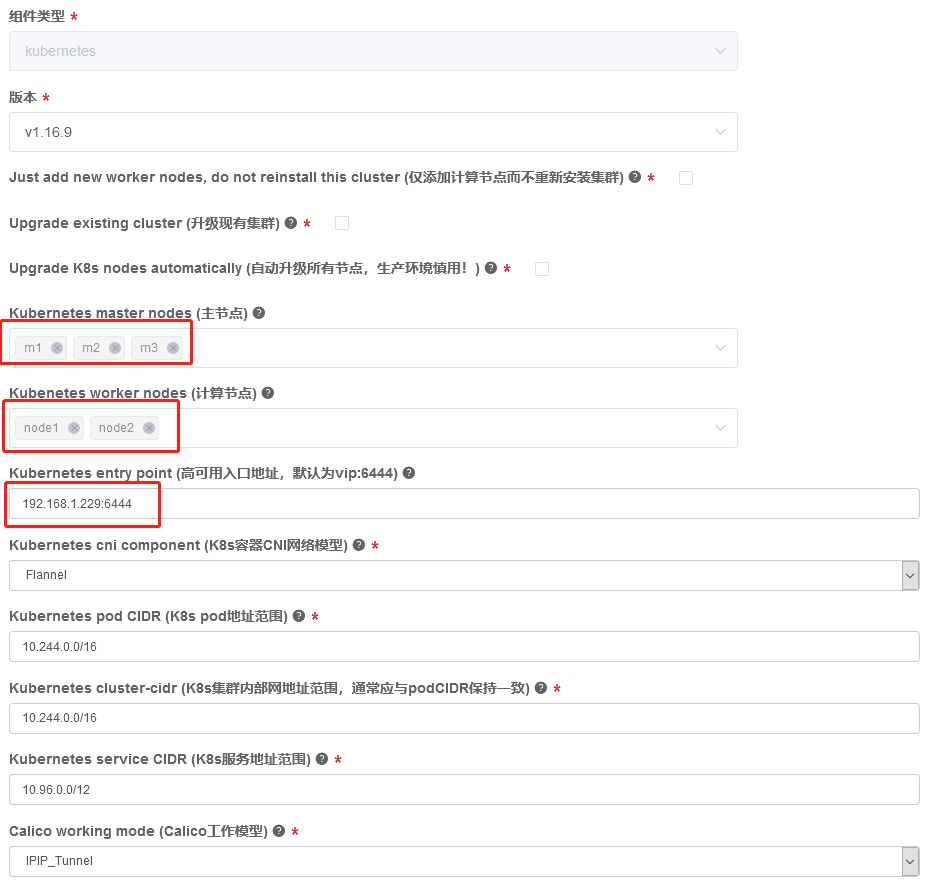 组件类型 *
kubernetes
版本 *
v1.16.9
Just add new worker nodes, do not reinstall this cluster (仅添加计算节点而不重新安装集群) ? *
Upgrade existing cluster (升级现有集群) ? *
Upgrade K8s nodes automatically (自动升级所有节点，生产环境慎用！) ? *
Kubernetes master nodes (主节点) ?
m1 m2 m3
Kubenetes worker nodes (计算节点) ?
node1 node2
Kubernetes entry point (高可用入口地址，默认为vip:6444) ?
192.168.1.229:6444
Kubernetes cni component (K8s容器CNI网络模型) ? *
Flannel
Kubernetes pod CIDR (K8s pod地址范围) ? *
10.244.0.0/16
Kubernetes cluster-cidr (K8s集群内部网地址范围，通常应与podCIDR保持一致) ? *
10.244.0.0/16
Kubernetes service CIDR (K8s服务地址范围) ? *
10.96.0.0/12
Calico working mode (Calico工作模型) ? *
IPIP_Tunnel